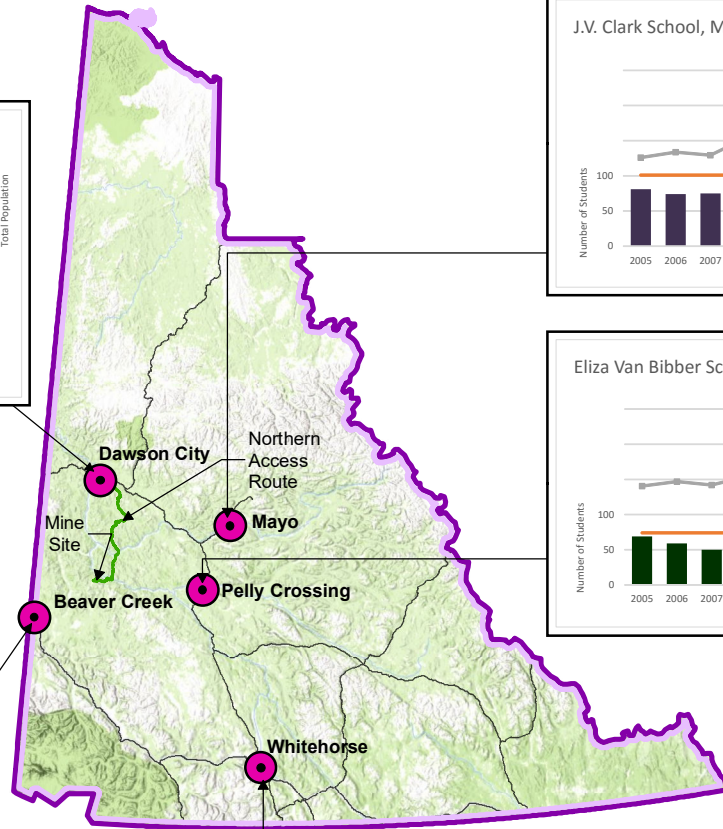 Total Population
J.V. Clark School, M
Number of Students
100
50
0
2005 2006 2007
Eliza Van Bibber Sc
Number of Students
100
50
0
2005 2006 2007
Dawson City
Northern
Access
Route
Mayo
Mine
Site
Pelly Crossing
Beaver Creek
Whitehorse